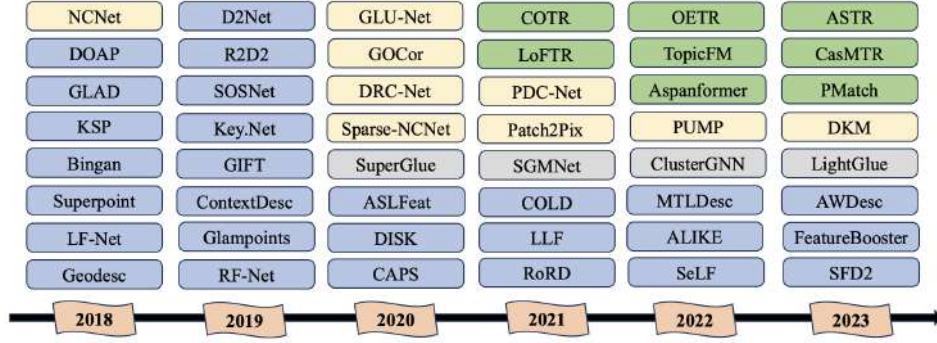 NCNet D2Net GLU-Net COTR OETR ASTR
DOAP R2D2 GOCor LoFTR TopicFM CasMTR
GLAD SOSNet DRC-Net PDC-Net Aspanformer PMatch
KSP Key.Net Sparse-NCNet Patch2Pix PUMP DKM
Bingan GIFT SuperGlue SGMNet ClusterGNN LightGlue
Superpoint ContextDesc ASLFeat COLD MTLDesc AWDesc
LF-Net Glampoints DISK LLF ALIKE FeatureBooster
Geodesc RF-Net CAPS RoRD SeLF SFD2
2018 2019 2020 2021 2022 2023